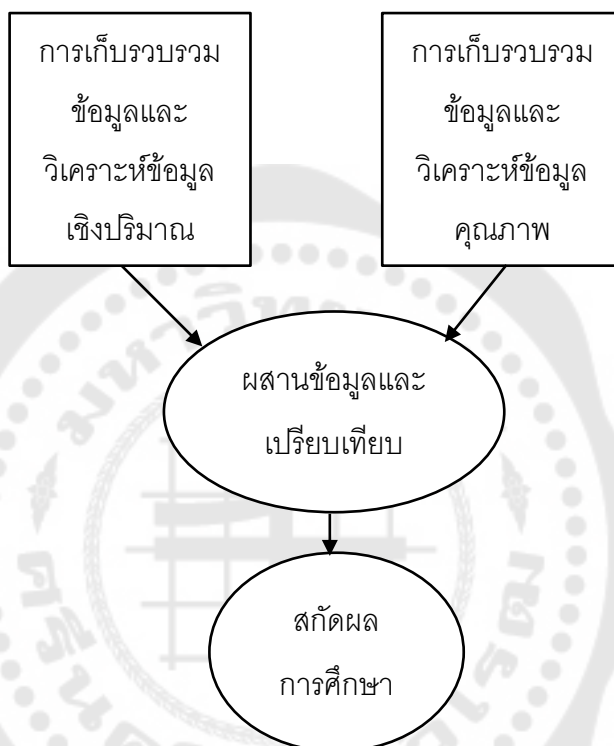 การเก็บรวบรวม
ข้อมูลและ
วิเคราะห์ข้อมูล
เชิงปริมาณ
การเก็บรวบรวม
ข้อมูลและ
วิเคราะห์ข้อมูล
คุณภาพ
ผสานข้อมูลและ
เปรียบเทียบ
สกัดผล
การศึกษา